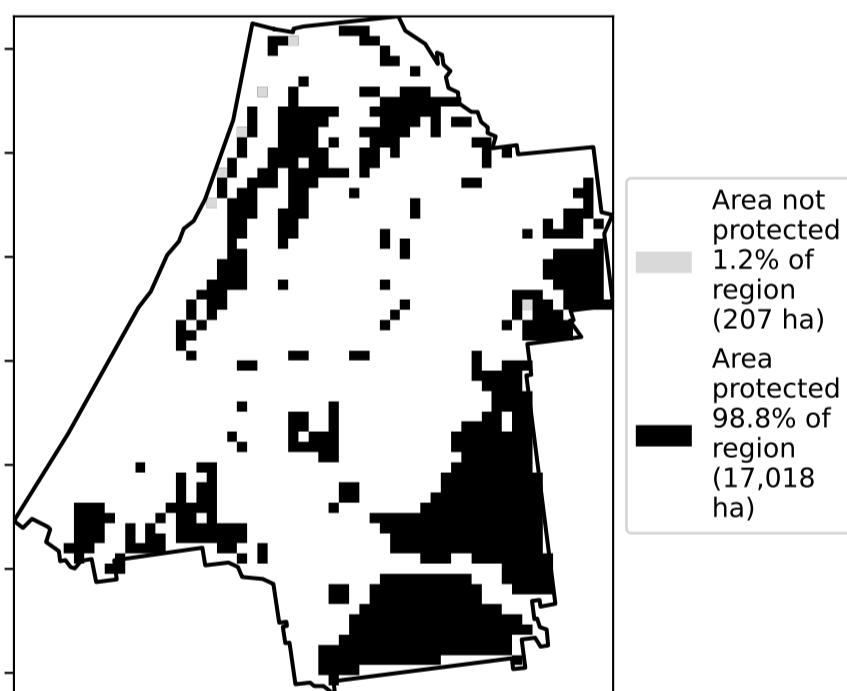 Area not
protected
1.2% of
region
(207 ha)
Area
protected
98.8% of
region
(17,018
ha)